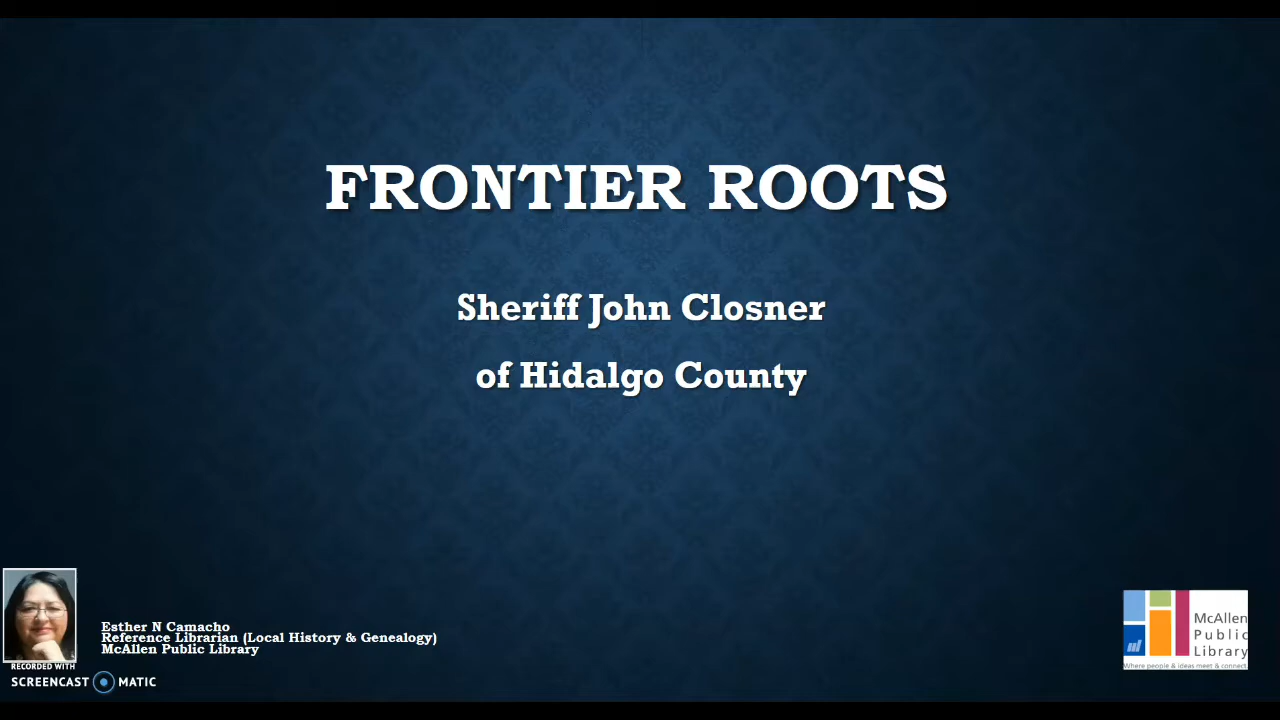 FRONTIER ROOTS
Sheriff John Closner
of Hidalgo County
Esther N Camacho
Reference Librarian (Local History & Genealogy)
McAllen Public Library
RECORDED WITH
SCREENCAST MATIC
McAllen
Public
Library
Where people & ideas meet & connect